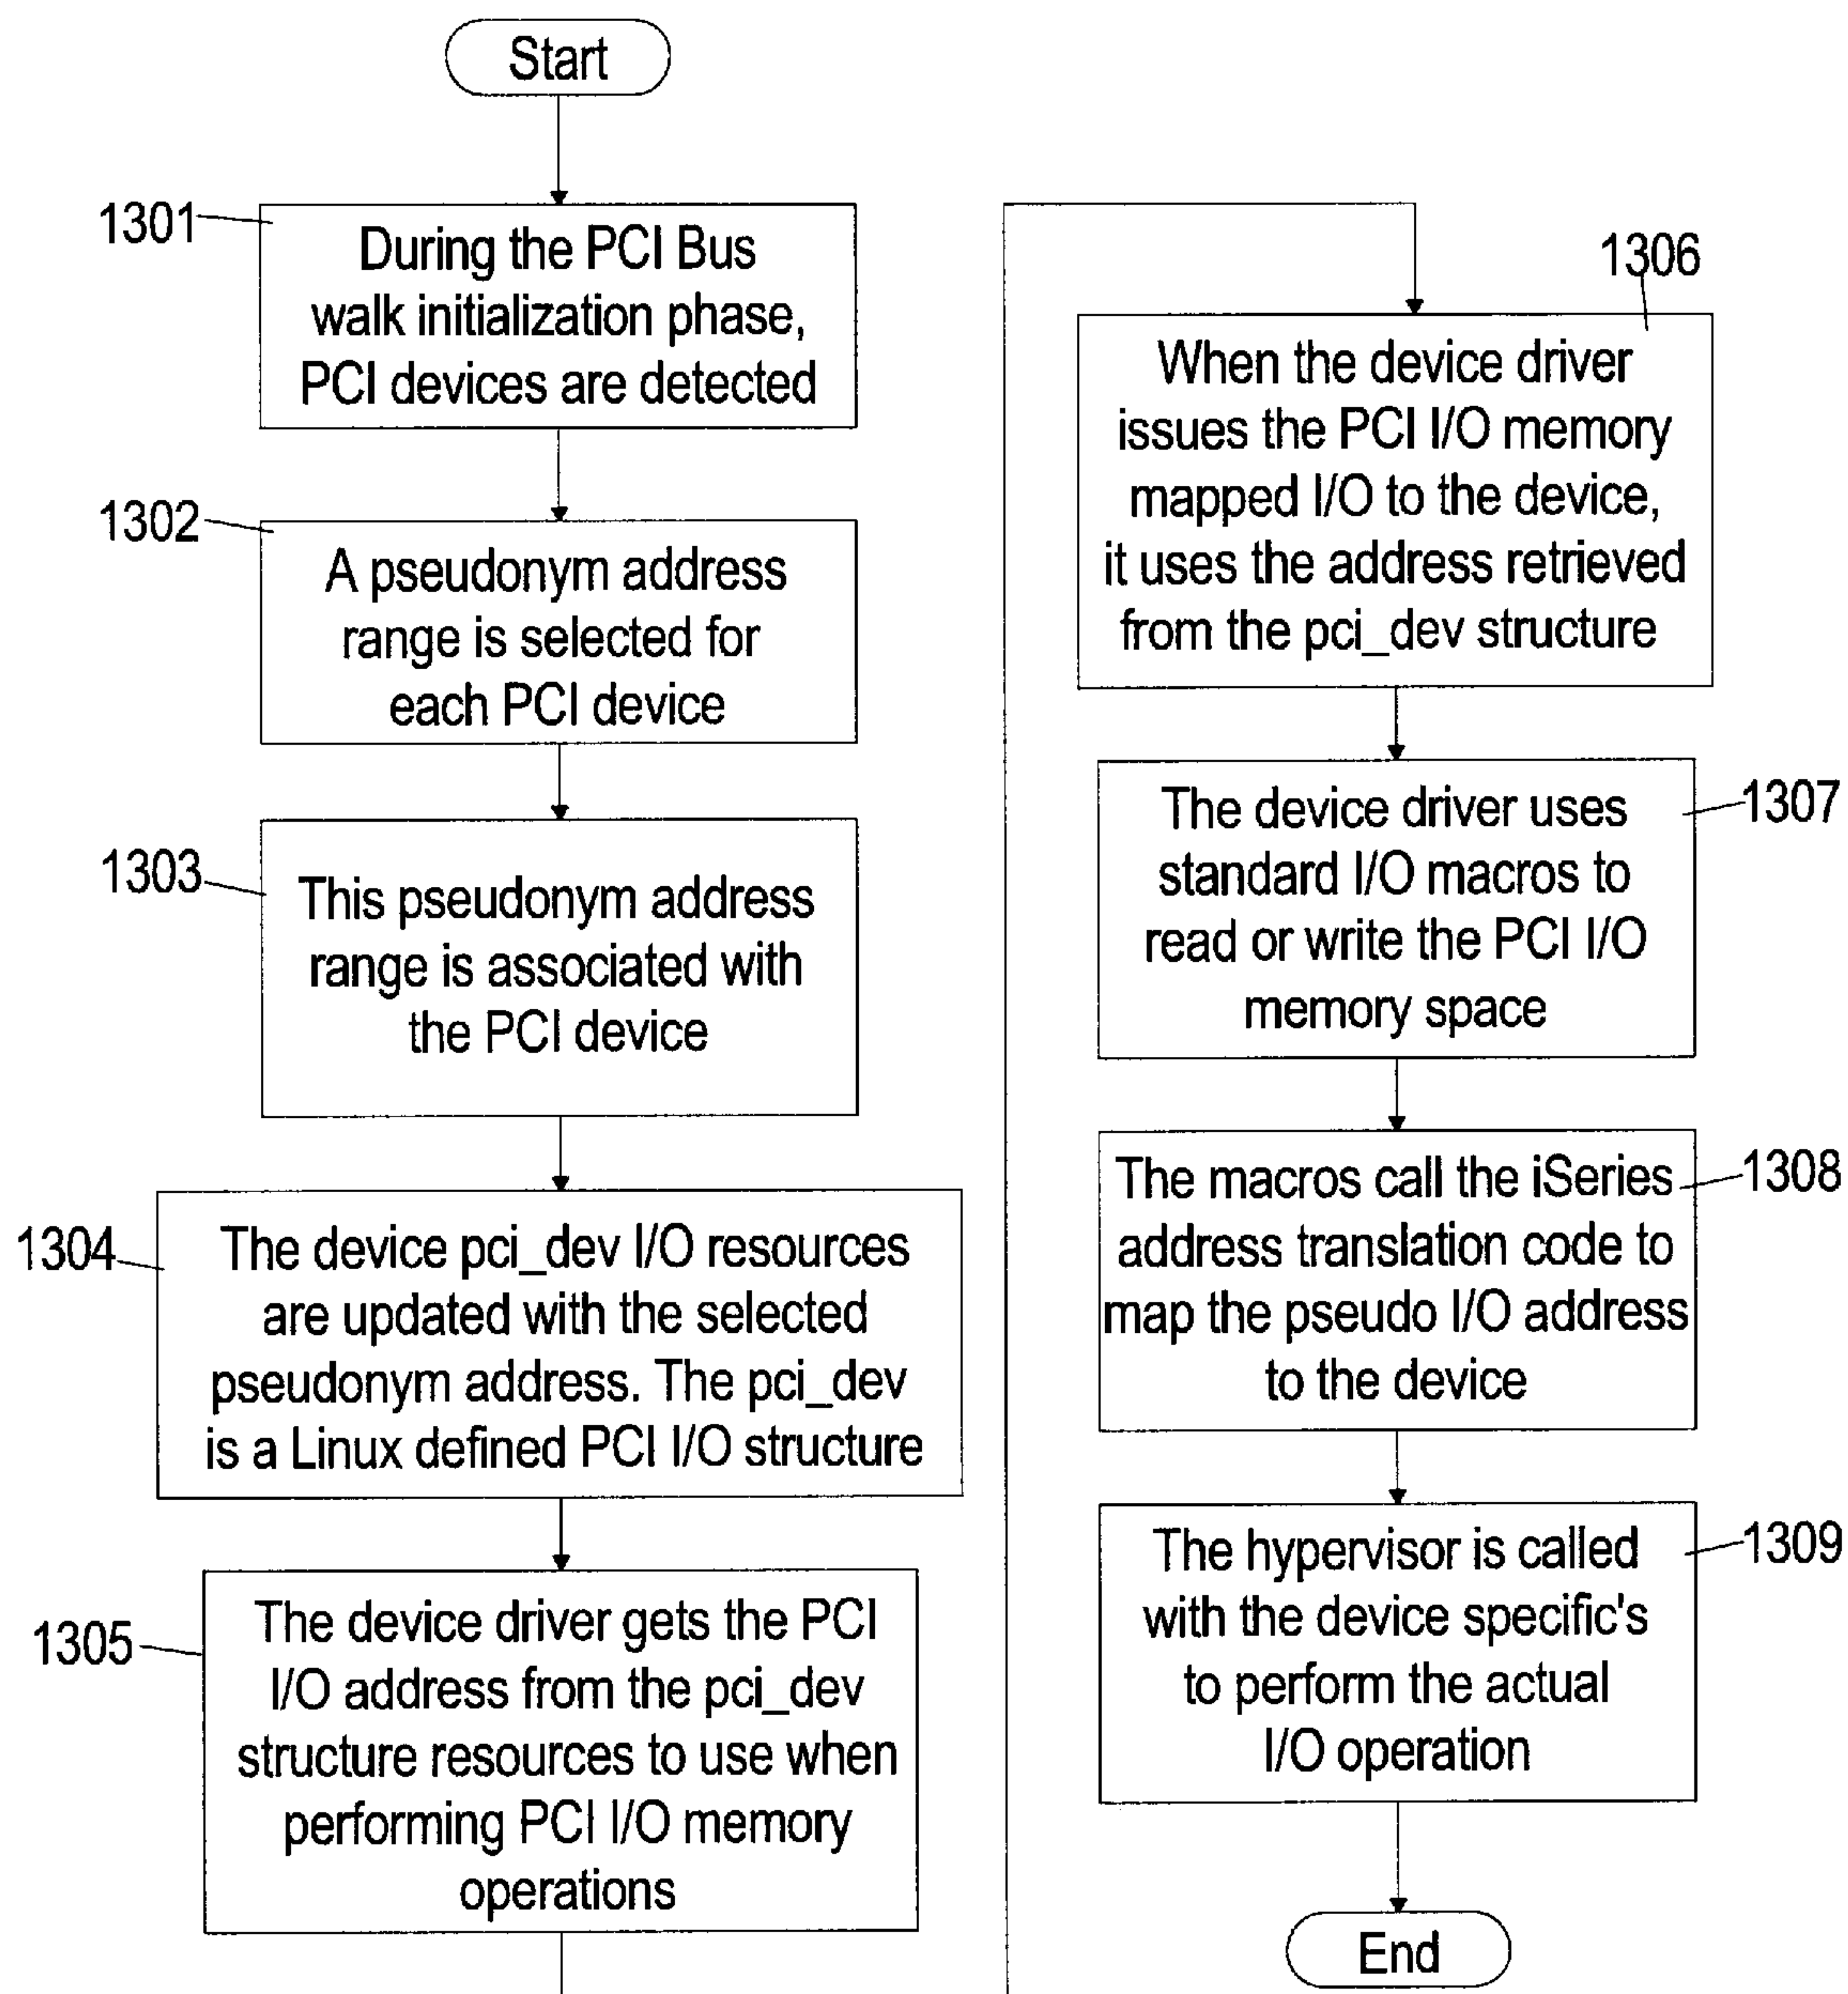 Start
1301
During the PCI Bus
walk initialization phase,
PCI devices are detected
1302
A pseudonym address
range is selected for
each PCI device
1303
This pseudonym address
range is associated with
the PCI device
1304
The device pci_dev I/O resources
are updated with the selected
pseudonym address. The pci_dev
is a Linux defined PCI I/O structure
1305
The device driver gets the PCI
I/O address from the pci_dev
structure resources to use when
performing PCI I/O memory
operations
1306
When the device driver
issues the PCI I/O memory
mapped I/O to the device,
it uses the address retrieved
from the pci_dev structure
1307
The device driver uses
standard I/O macros to
read or write the PCI I/O
memory space
1308
The macros call the iSeries
address translation code to
map the pseudo I/O address
to the device
1309
The hypervisor is called
with the device specific's
to perform the actual
I/O operation
End